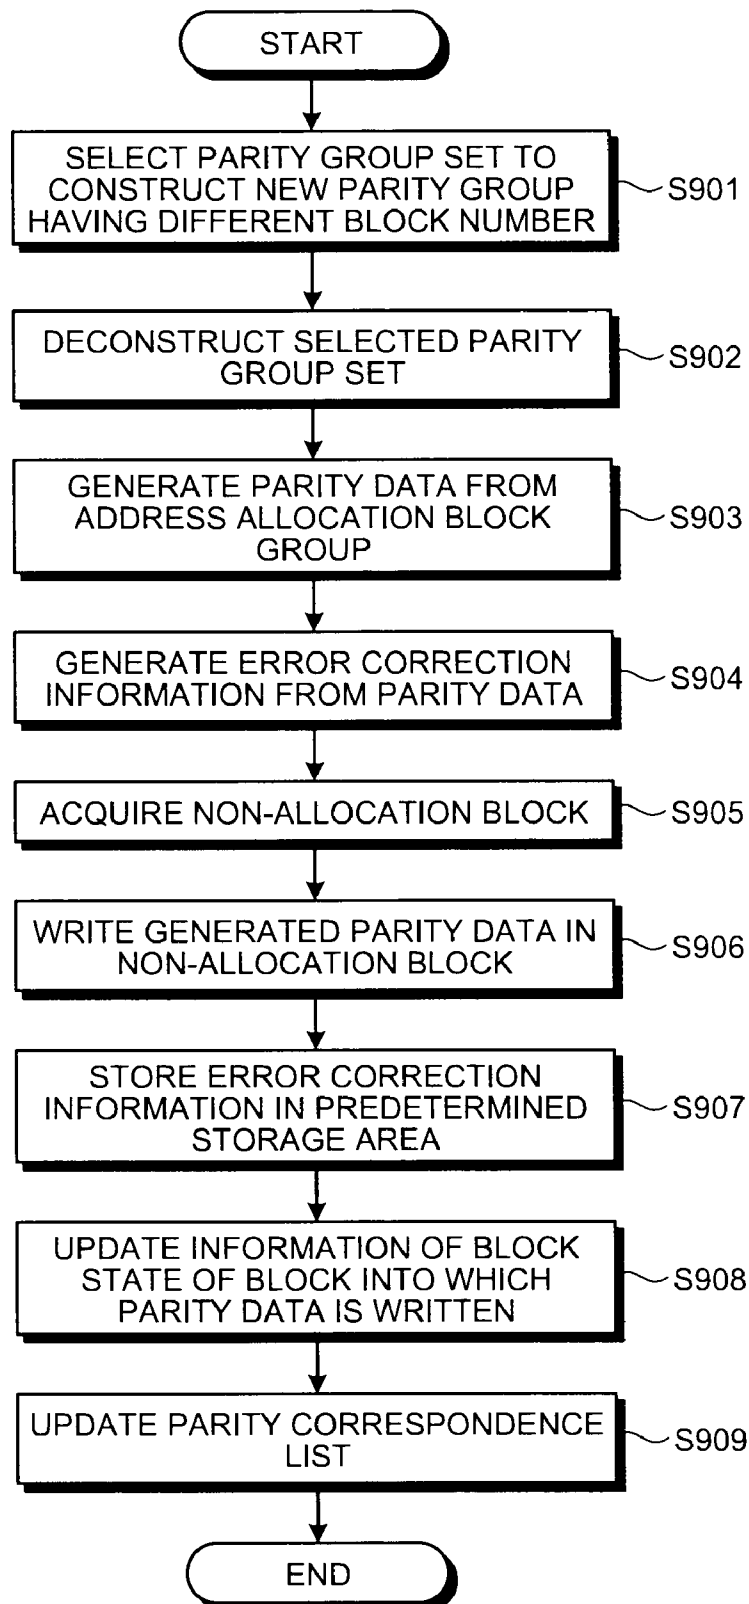 START
SELECT PARITY GROUP SET TO
CONSTRUCT NEW PARITY GROUP
HAVING DIFFERENT BLOCK NUMBER
S901
DECONSTRUCT SELECTED PARITY
GROUP SET
S902
GENERATE PARITY DATA FROM
ADDRESS ALLOCATION BLOCK
GROUP
S903
GENERATE ERROR CORRECTION
INFORMATION FROM PARITY DATA
S904
ACQUIRE NON-ALLOCATION BLOCK
S905
WRITE GENERATED PARITY DATA IN
NON-ALLOCATION BLOCK
S906
STORE ERROR CORRECTION
INFORMATION IN PREDETERMINED
STORAGE AREA
S907
UPDATE INFORMATION OF BLOCK
STATE OF BLOCK INTO WHICH
PARITY DATA IS WRITTEN
S908
UPDATE PARITY CORRESPONDENCE
LIST
S909
END